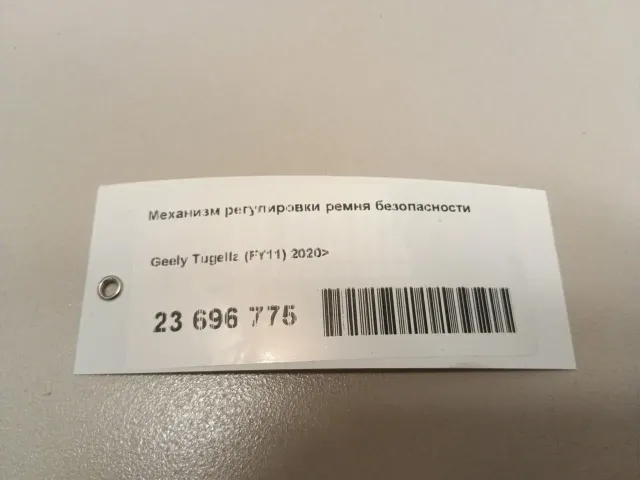 Механизм регулировки ремня безопасности
Geely Tugella (FY11) 2020>
23 696 775